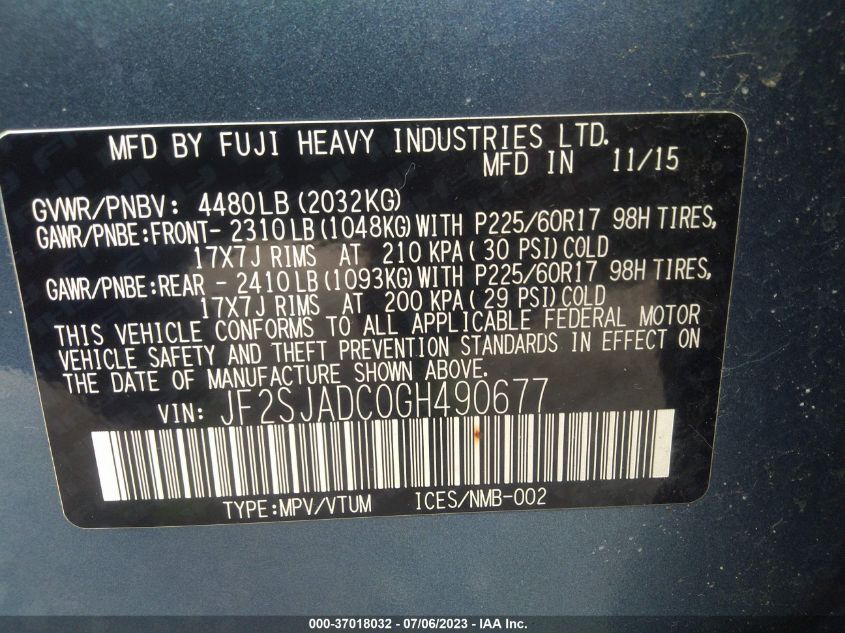 MFD BY FUJI HEAVY INDUSTRIES LTD.
MFD IN 11/15
GVWR/PNBV: 4480LB(2032KG)
GAWR/PNBE:FRONT- 2310LB(1048KG)WITH P225/60R17 98H TIRES,
17X7J RIMS AT 210 KPA(30 PSI)COLD
GAWR/PNBE:REAR - 2410LB(1093KG)WITH P225/60R17 98H TIRES,
17X7J RIMS AT 200 KPA(29 PSI)COLD
THIS VEHICLE CONFORMS TO ALL APPLICABLE FEDERAL MOTOR
VEHICLE SAFETY AND THEFT PREVENTION STANDARDS IN EFFECT ON
THE DATE OF MANUFACTURE SHOWN ABOVE.
VIN: JF2SJADC0GH490677
TYPE:MPV/VTUM ICES/NMB-002
000-37018032 - 07/06/2023 - IAA Inc.